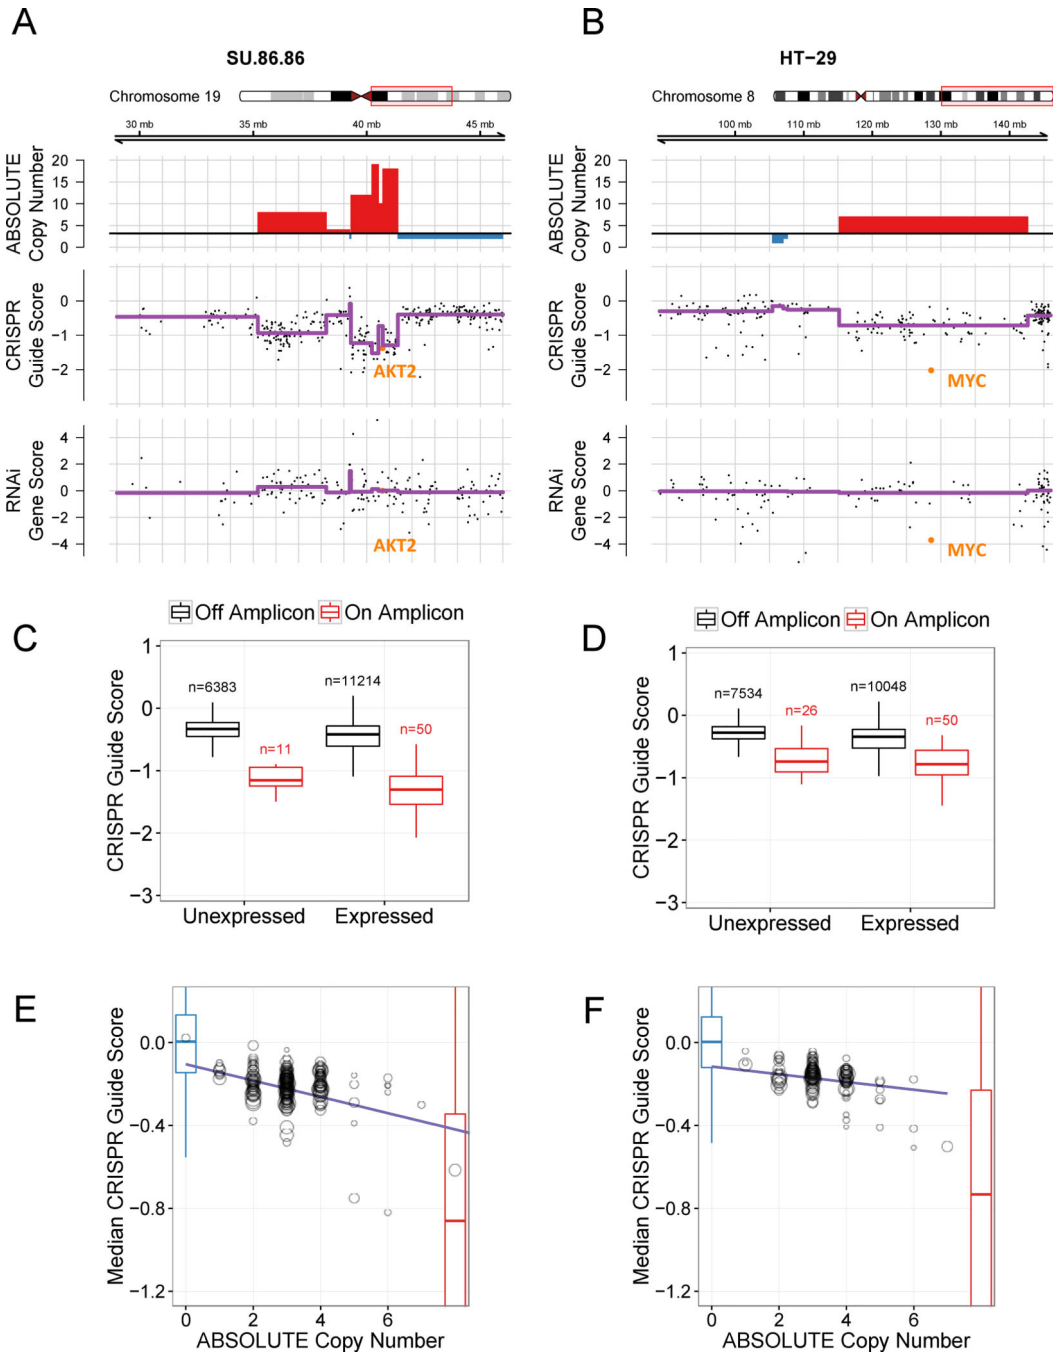 A
SU.86.86
Chromosome 19
30 mb 35 mb 40 mb 45 mb
ABSOLUTE
Copy Number
20
15
10
5
0
CRISPR
Guide Score
0
−1
−2
AKT2
RNAi
Gene Score
4
2
0
−2
−4
AKT2
B
HT−29
Chromosome 8
100 mb 110 mb 120 mb 130 mb 140 mb
ABSOLUTE
Copy Number
20
15
10
5
0
CRISPR
Guide Score
0
−1
−2
MYC
RNAi
Gene Score
4
2
0
−2
−4
MYC
C
Off Amplicon On Amplicon
CRISPR Guide Score
1
0
−1
−2
−3
n=6383
n=11
n=11214
n=50
Unexpressed Expressed
D
Off Amplicon On Amplicon
CRISPR Guide Score
1
0
−1
−2
−3
n=7534
n=26
n=10048
n=50
Unexpressed Expressed
E
Median CRISPR Guide Score
0.0
−0.4
−0.8
−1.2
0 2 4 6
ABSOLUTE Copy Number
F
Median CRISPR Guide Score
0.0
−0.4
−0.8
−1.2
0 2 4 6
ABSOLUTE Copy Number